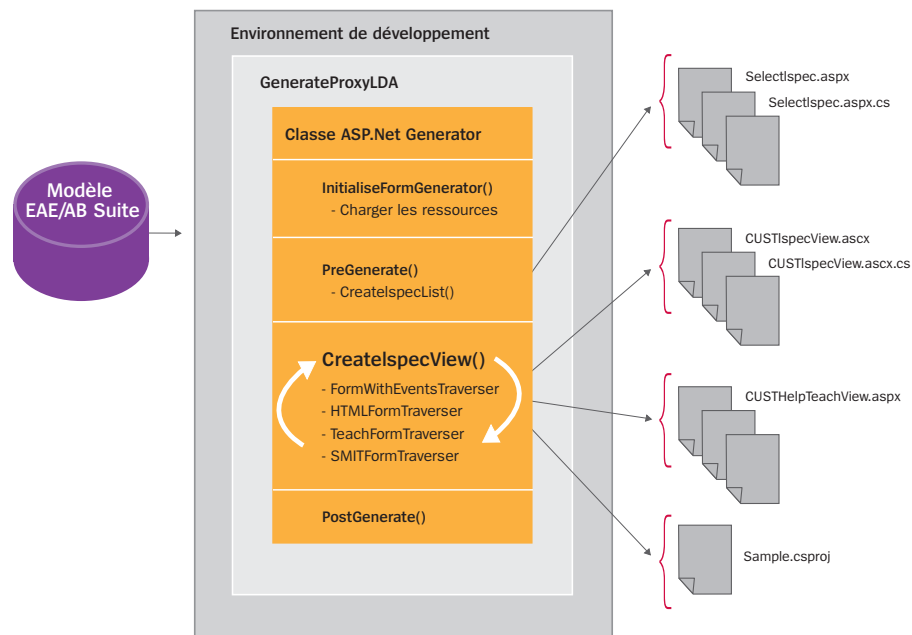 Environnement de développement
GenerateProxyLDA
Modèle
EAE/AB Suite
Classe ASP.Net Generator
InitialiseFormGenerator()
- Charger les ressources
PreGenerate()
- CreateIspecList()
CreateIspecView()
- FormWithEventsTraverser
- HTMLFormTraverser
- TeachFormTraverser
- SMITFormTraverser
PostGenerate()
SelectIspec.aspx
SelectIspec.aspx.cs
CUSTIspecView.ascx
CUSTIspecView.ascx.cs
CUSTHelpTeachView.aspx
Sample.csproj